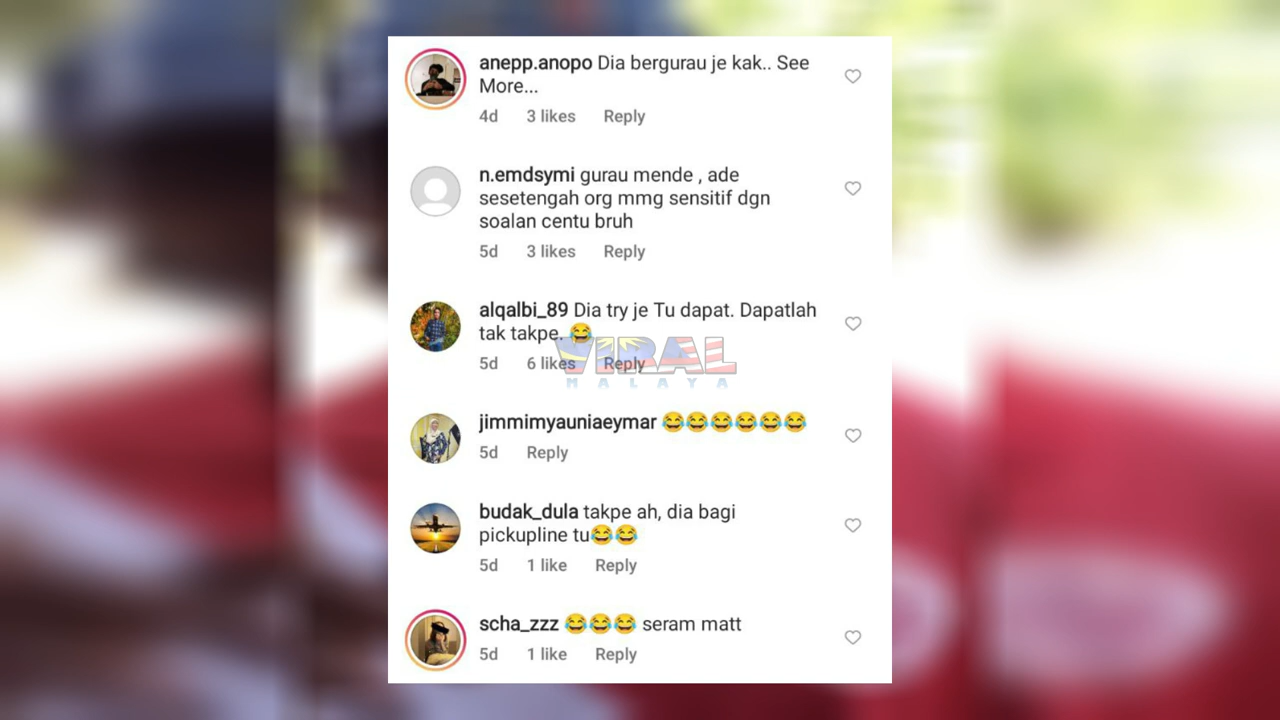 anepp.anopo Dia bergurau je kak.. See
More...
4d 3 likes Reply
n.emdsymi gurau mende , ade
sesetengah org mmg sensitif dgn
soalan centu bruh
5d 3 likes Reply
alqalbi_89 Dia try je Tu dapat. Dapatlah
tak takpe. 😂
5d 6 likes Reply
VIRAL
MALAYA
jimmimyauniaeymar 😂😂😂😂😂😂
5d Reply
budak_dula takpe ah, dia bagi
pickupline tu😂😂
5d 1 like Reply
scha_zzz 😂😂😂 seram matt
5d 1 like Reply